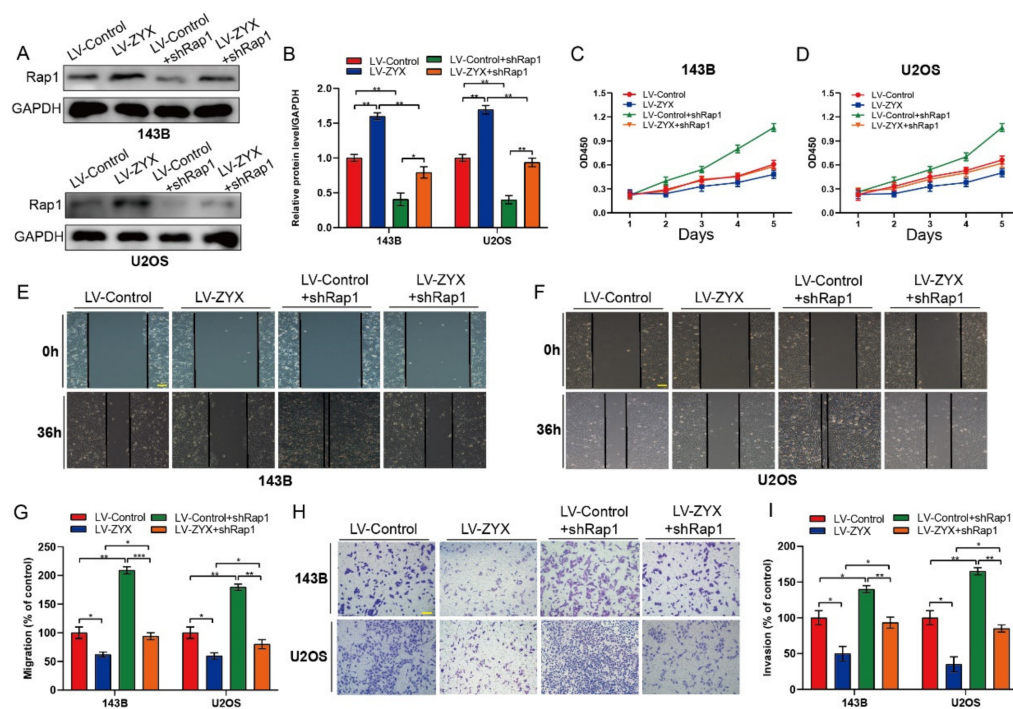 A
LV-Control
LV-ZYX
LV-Control
+shRap1
LV-ZYX
+shRap1
Rap1
GAPDH
143B
LV-Control
LV-ZYX
LV-Control
+shRap1
LV-ZYX
+shRap1
Rap1
GAPDH
U2OS
B
LV-Control
LV-Control+shRap1
LV-ZYX
LV-ZYX+shRap1
Relative protein level/GAPDH
2.0
1.5
1.0
0.5
0.0
** ** ** * **
** ** ** ** **
143B
U2OS
C
143B
LV-Control
LV-ZYX
LV-Control+shRap1
LV-ZYX+shRap1
OD450
1.5
1.2
0.9
0.6
0.3
0.0
1 2 3 4 5
Days
D
U2OS
LV-Control
LV-ZYX
LV-Control+shRap1
LV-ZYX+shRap1
OD450
1.5
1.2
0.9
0.6
0.3
0.0
1 2 3 4 5
Days
E
LV-Control
LV-ZYX
LV-Control
+shRap1
LV-ZYX
+shRap1
0h
36h
143B
F
LV-Control
LV-ZYX
LV-Control
+shRap1
LV-ZYX
+shRap1
0h
36h
U2OS
G
LV-Control
LV-Control+shRap1
LV-ZYX
LV-ZYX+shRap1
Migration (% of control)
250
200
150
100
50
0
* ** *** *
* ** ** *
143B
U2OS
H
LV-Control
LV-ZYX
LV-Control
+shRap1
LV-ZYX
+shRap1
143B
U2OS
I
LV-Control
LV-ZYX
LV-Control+shRap1
LV-ZYX+shRap1
Invasion (% of control)
200
150
100
50
0
* * ** *
* ** ** *
143B
U2OS